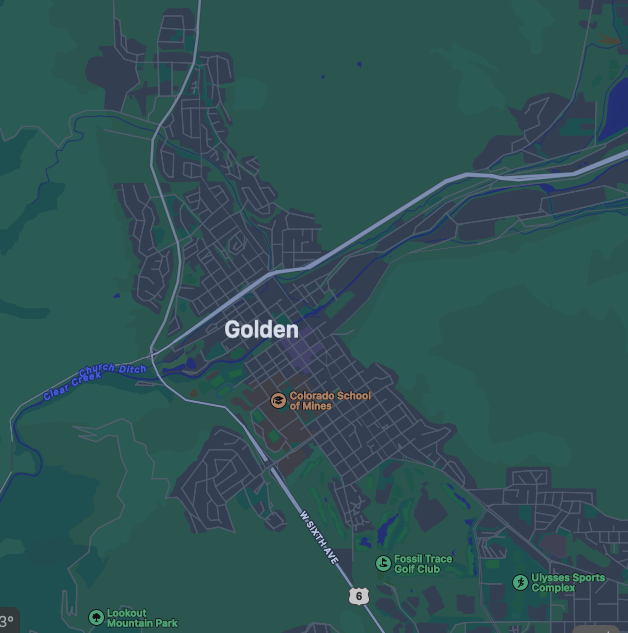 Golden
Church Ditch
Clear Creek
Colorado School
of Mines
W SIXTH AVE
Fossil Trace
Golf Club
6
Ulysses Sports
Complex
Lookout
Mountain Park
3°